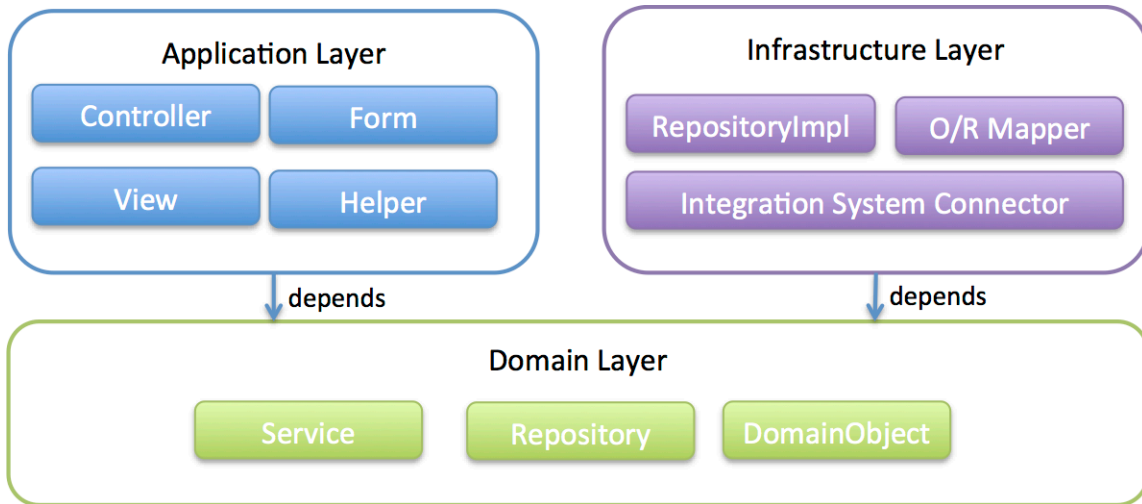 Application Layer
Controller
Form
View
Helper
Infrastructure Layer
RepositoryImpl
O/R Mapper
Integration System Connector
depends
depends
Domain Layer
Service
Repository
DomainObject